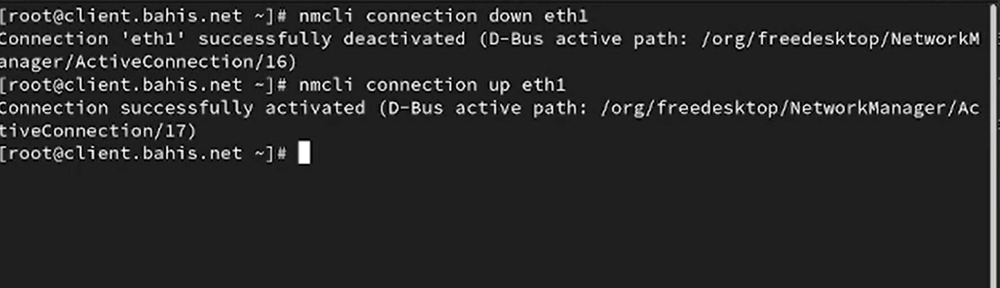 [root@client.bahis.net ~]# nmcli connection down eth1
Connection 'eth1' successfully deactivated (D-Bus active path: /org/freedesktop/NetworkM
anager/ActiveConnection/16)
[root@client.bahis.net ~]# nmcli connection up eth1
Connection successfully activated (D-Bus active path: /org/freedesktop/NetworkManager/Ac
tiveConnection/17)
[root@client.bahis.net ~]#